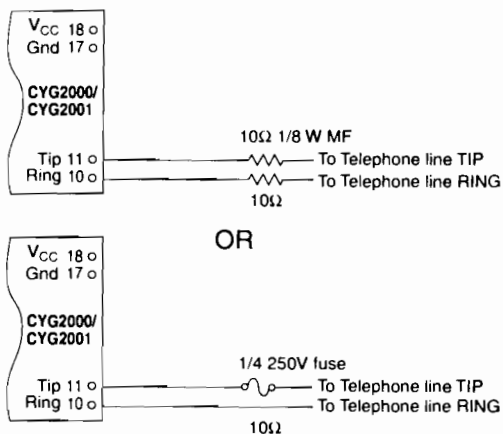 VCC 18
Gnd 17
CYG2000/
CYG2001
10Ω 1/8 W MF
Tip 11 To Telephone line TIP
Ring 10 To Telephone line RING
10Ω
OR
VCC 18
Gnd 17
CYG2000/
CYG2001
1/4 250V fuse
Tip 11 To Telephone line TIP
Ring 10 To Telephone line RING
10Ω